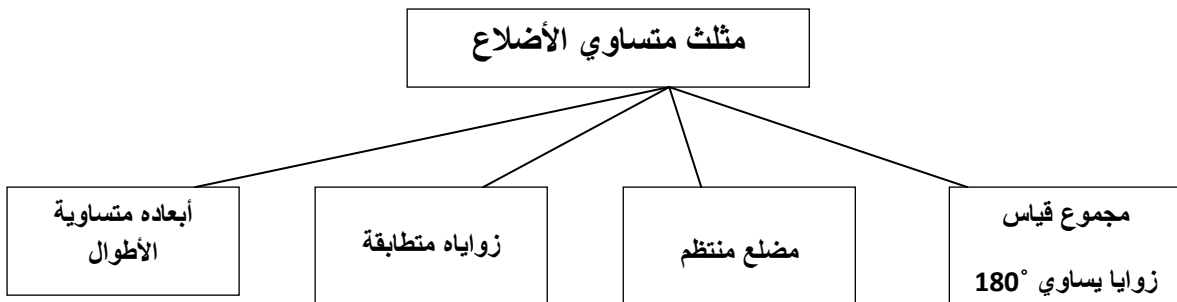 مثلث متساوي الأضلاع
مجموع قياس
زوايا يساوي 180˚
مضلع منتظم
زواياه متطابقة
أبعاده متساوية
الأطوال